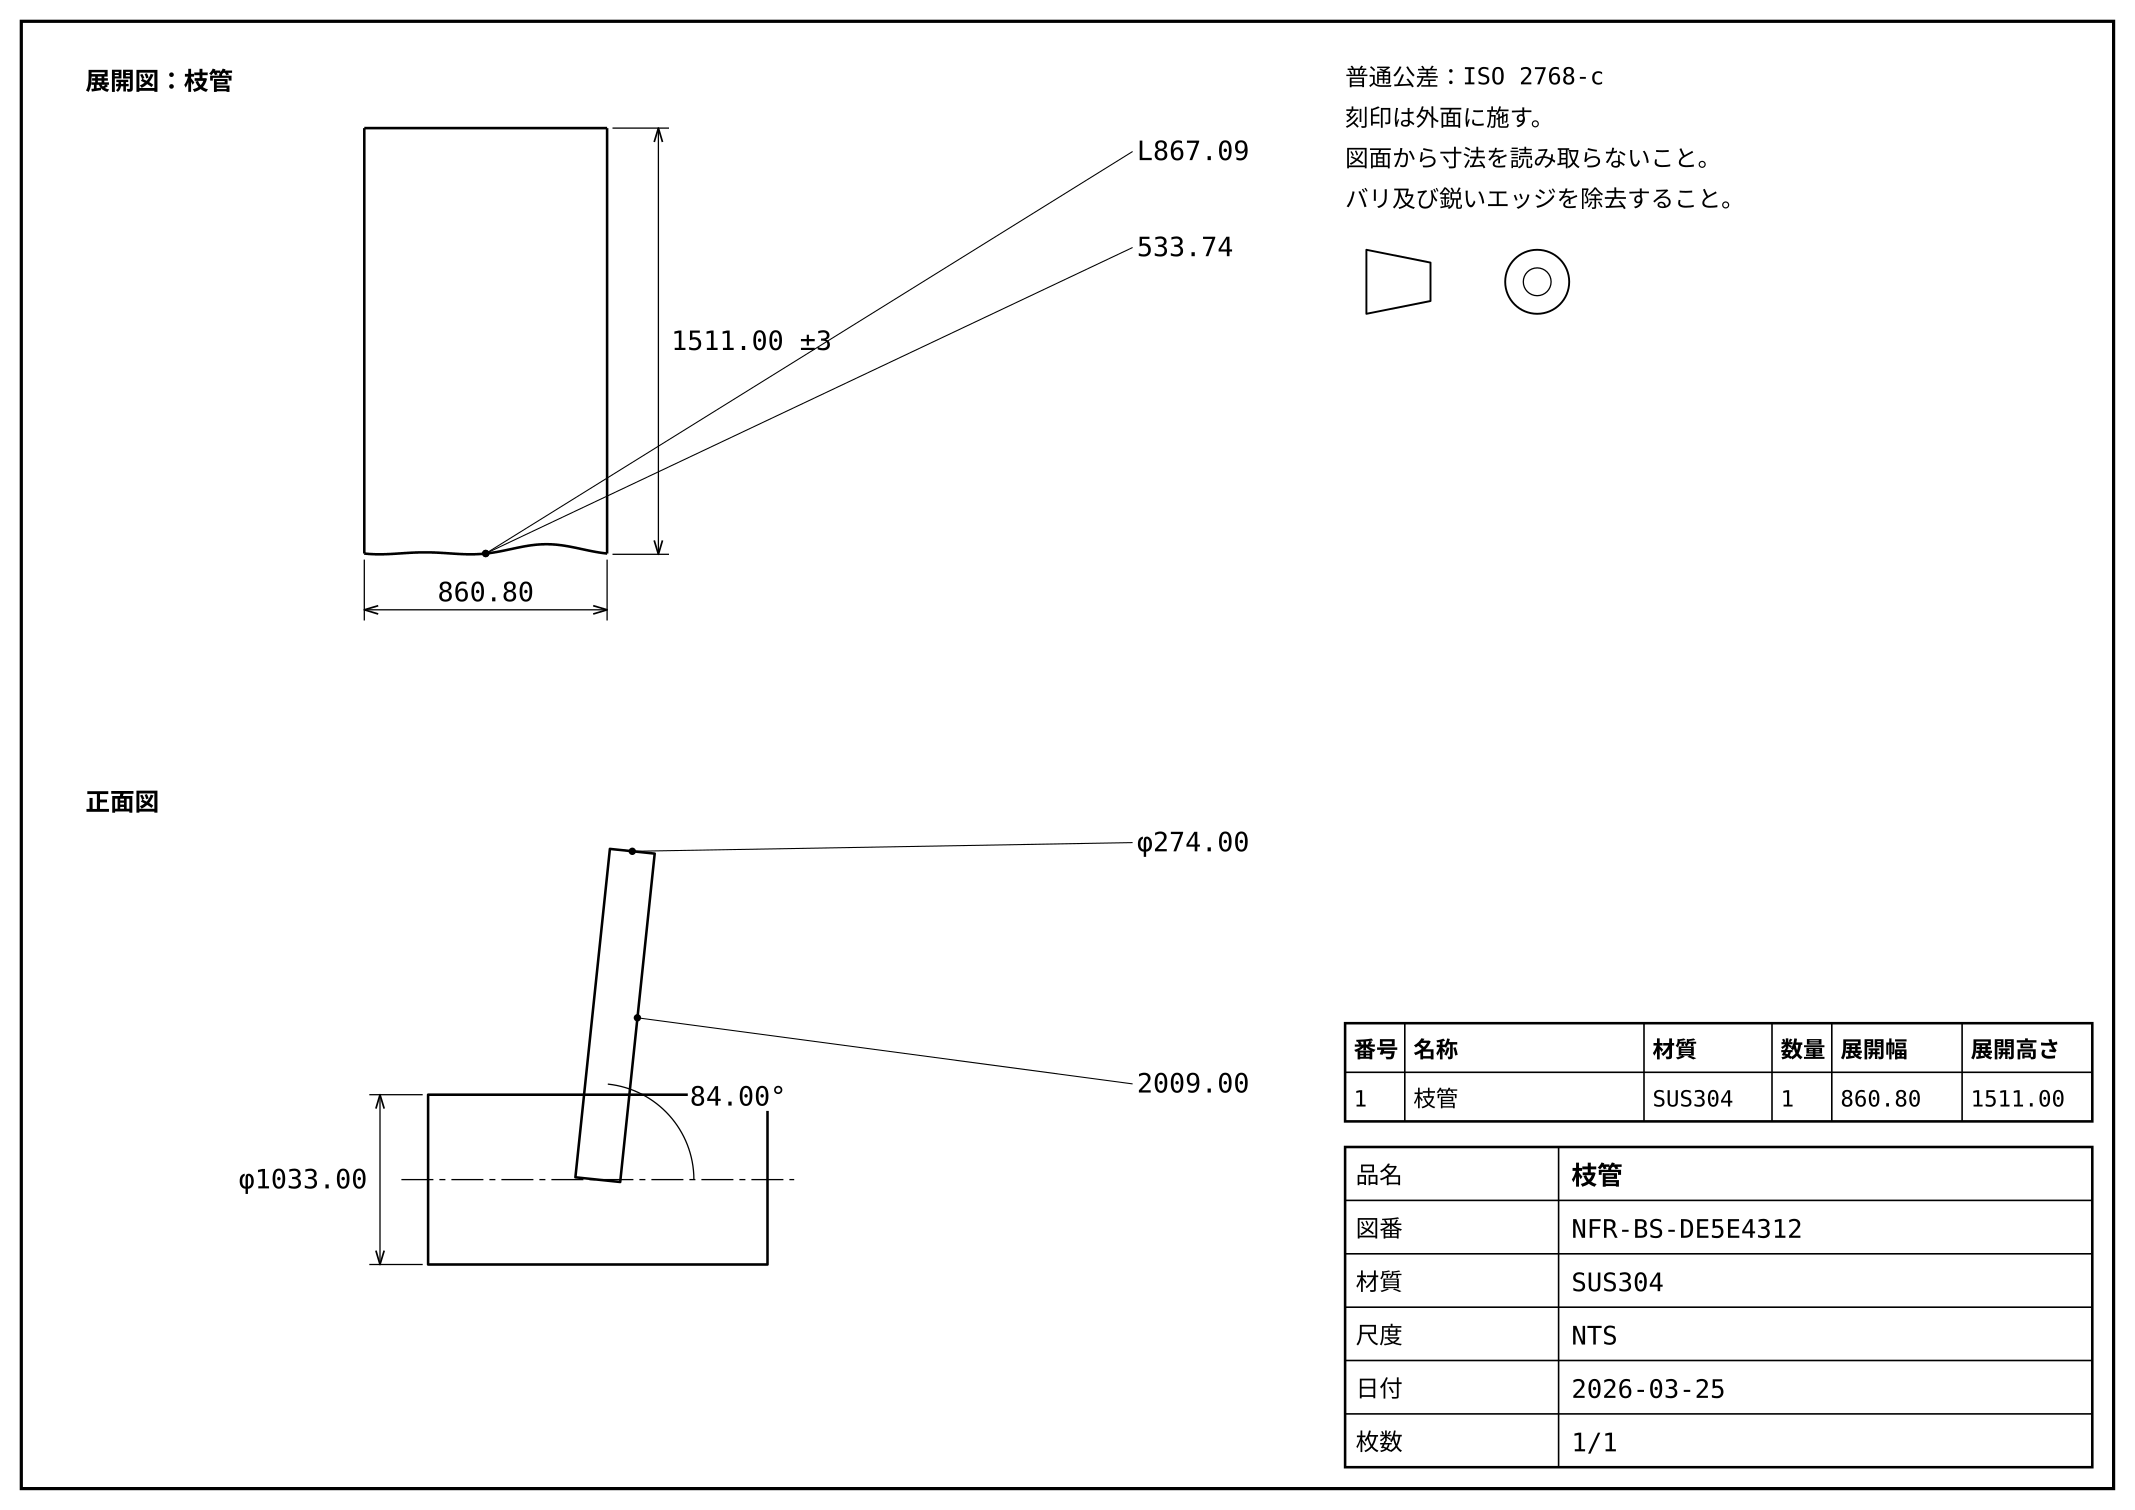 展開図：枝管
L867.09
533.74
1511.00 ±3
860.80
普通公差：ISO 2768-c
刻印は外面に施す。
図面から寸法を読み取らないこと。
バリ及び鋭いエッジを除去すること。
正面図
φ274.00
2009.00
84.00°
φ1033.00
番号 名称 材質 数量 展開幅 展開高さ
1 枝管 SUS304 1 860.80 1511.00
品名 枝管
図番 NFR-BS-DE5E4312
材質 SUS304
尺度 NTS
日付 2026-03-25
枚数 1/1